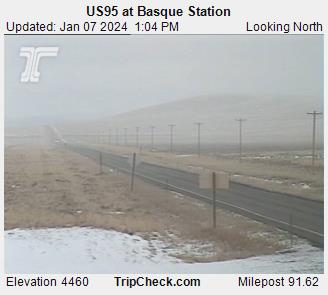 US95 at Basque Station
Updated: Jan 07 2024 1:04 PM Looking North
Elevation 4460 TripCheck.com Milepost 91.62